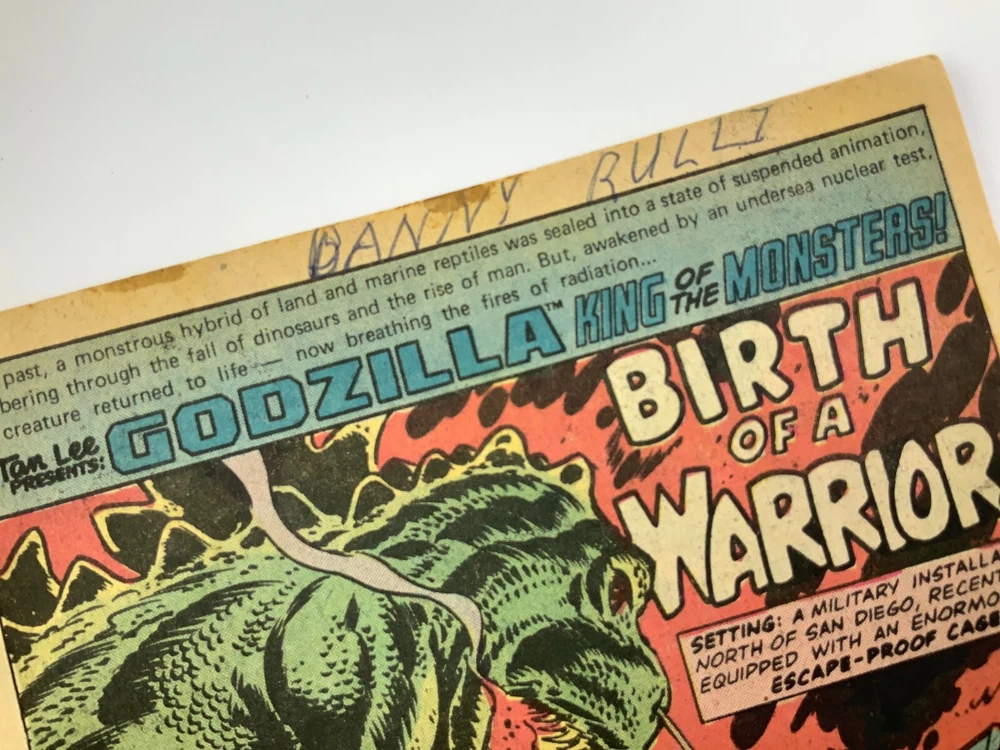 DANNY BULLI
past, a monstrous hybrid of land and marine reptiles was sealed into a state of suspended animation,
bering through the fall of dinosaurs and the rise of man. But, awakened by an undersea nuclear test,
creature returned to life — now breathing the fires of radiation...
Stan Lee
PRESENTS:
GODZILLA™ KING OF THE MONSTERS!
BIRTH
OF A
WARRIOR
SETTING: A MILITARY INSTALLA
NORTH OF SAN DIEGO, RECENT
EQUIPPED WITH AN ENORMO
ESCAPE-PROOF CAGE